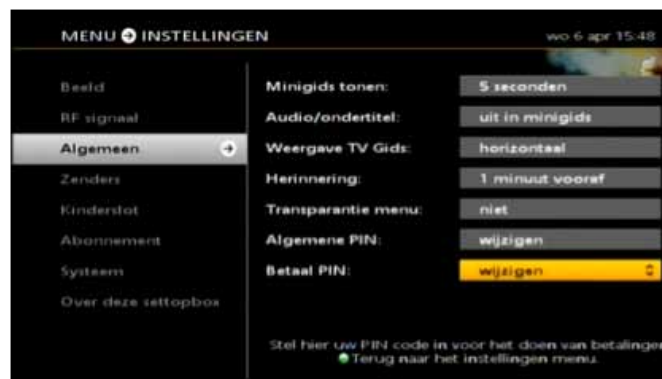 MENU INSTELLINGEN
wo 6 apr 15:48
Beeld
RF signaal
Algemeen
Zenders
Kinderslot
Abonnement
Systeem
Over deze settopbox
Minigids tonen: 5 seconden
Audio/ondertitel: uit in minigids
Weergave TV Gids: horizontaal
Herinnering: 1 minuut vooraf
Transparantie menu: niet
Algemene PIN: wijzigen
Betaal PIN: wijzigen
Stel hier uw PIN code in voor het doen van betalinge
Terug naar het instellingen menu.